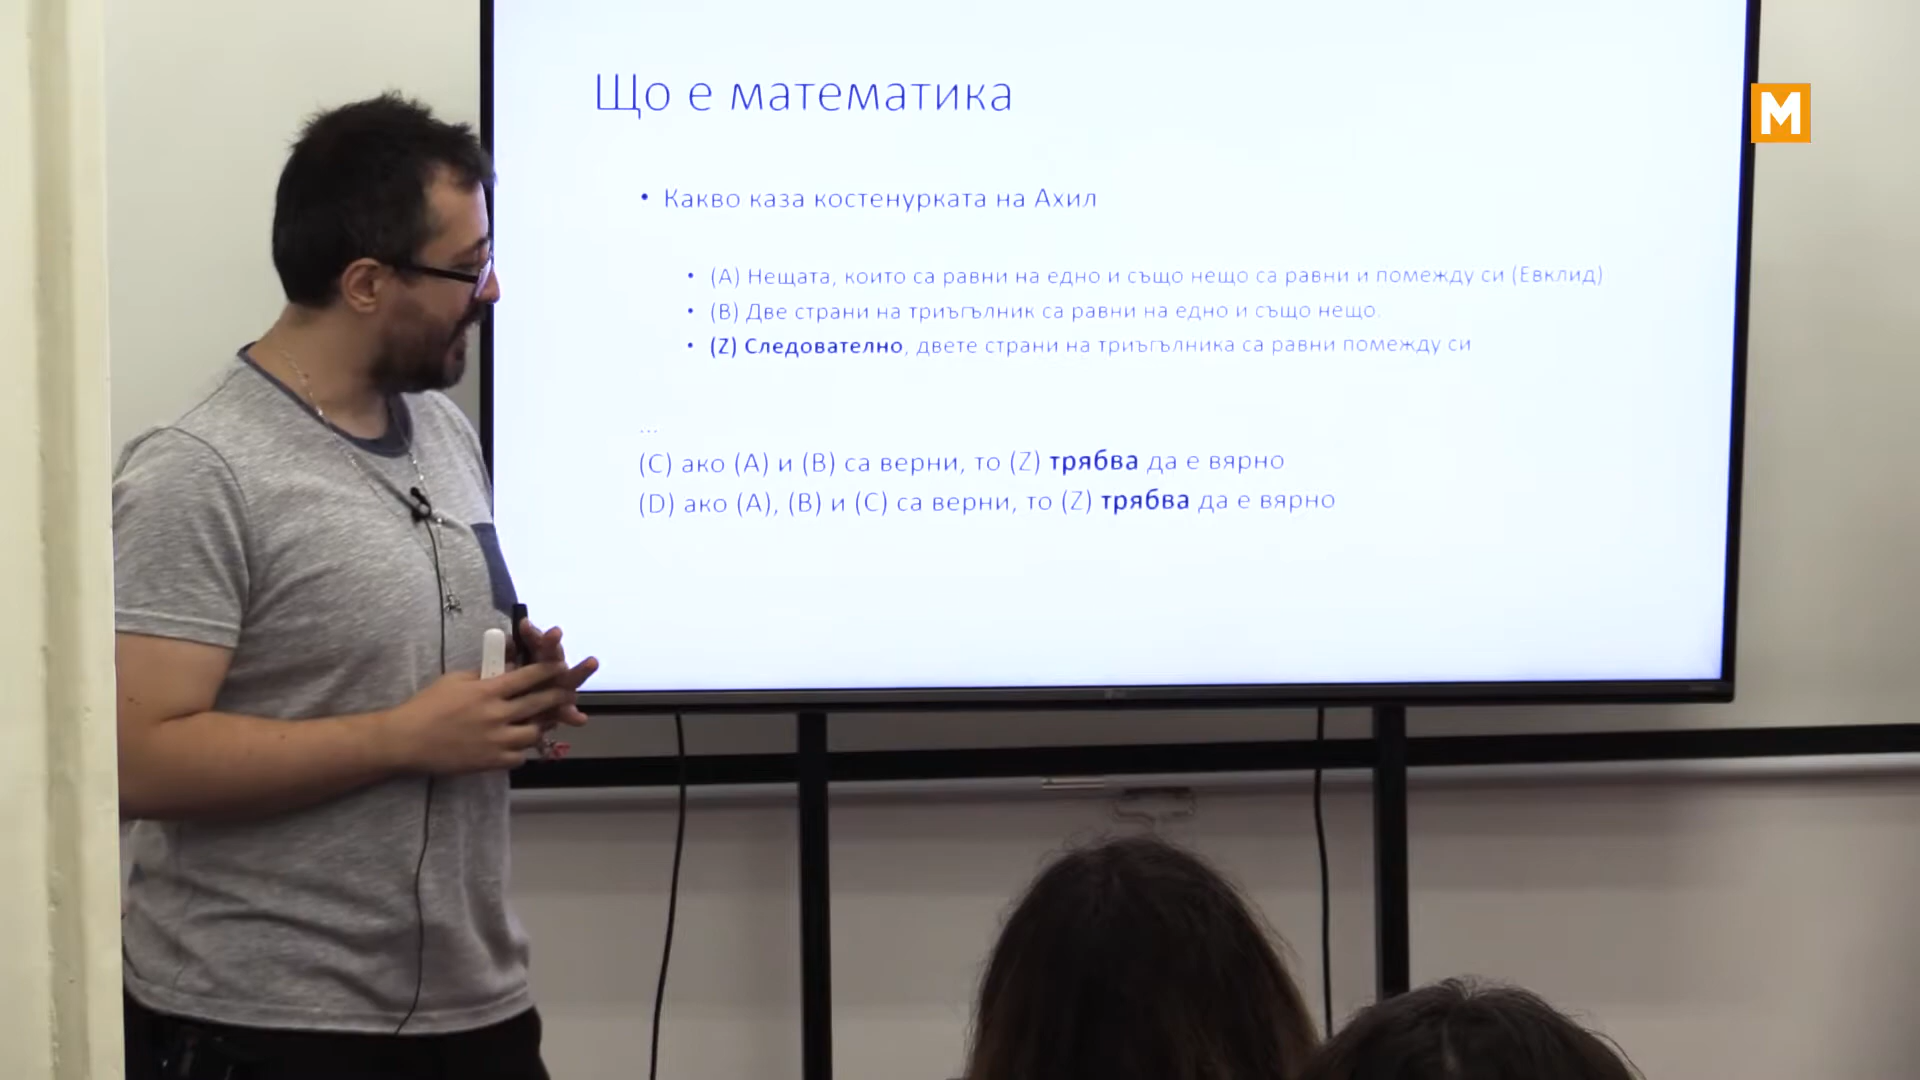 Що е математика
M
• Какво каза костенурката на Ахил
• (A) Нещата, които са равни на едно и също нещо са равни и помежду си (Евклид)
• (B) Две страни на триъгълник са равни на едно и също нещо.
• (Z) Следователно, двете страни на триъгълника са равни помежду си
...
(C) ако (A) и (B) са верни, то (Z) трябва да е вярно
(D) ако (A), (B) и (C) са верни, то (Z) трябва да е вярно